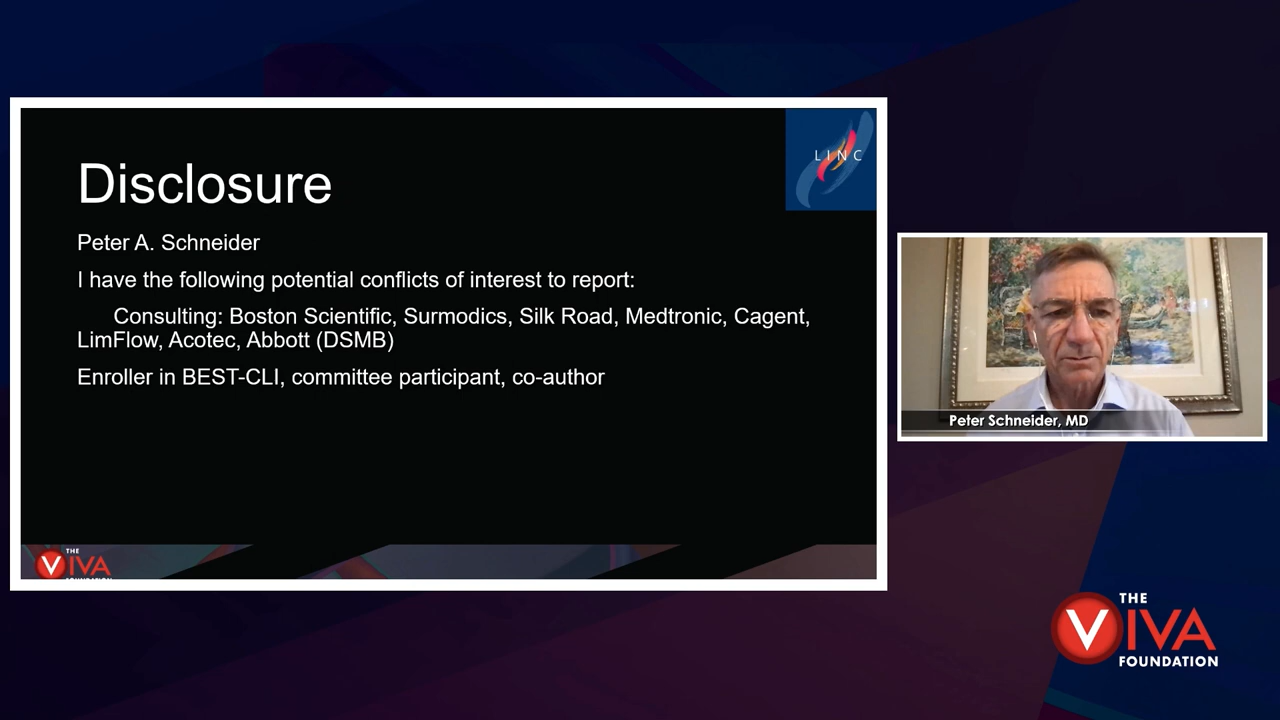 Disclosure
LINC
Peter A. Schneider
I have the following potential conflicts of interest to report:
Consulting: Boston Scientific, Surmodics, Silk Road, Medtronic, Cagent,
LimFlow, Acotec, Abbott (DSMB)
Enroller in BEST-CLI, committee participant, co-author
THE
VIVA
FOUNDATION
Peter Schneider, MD
THE
VIVA
FOUNDATION